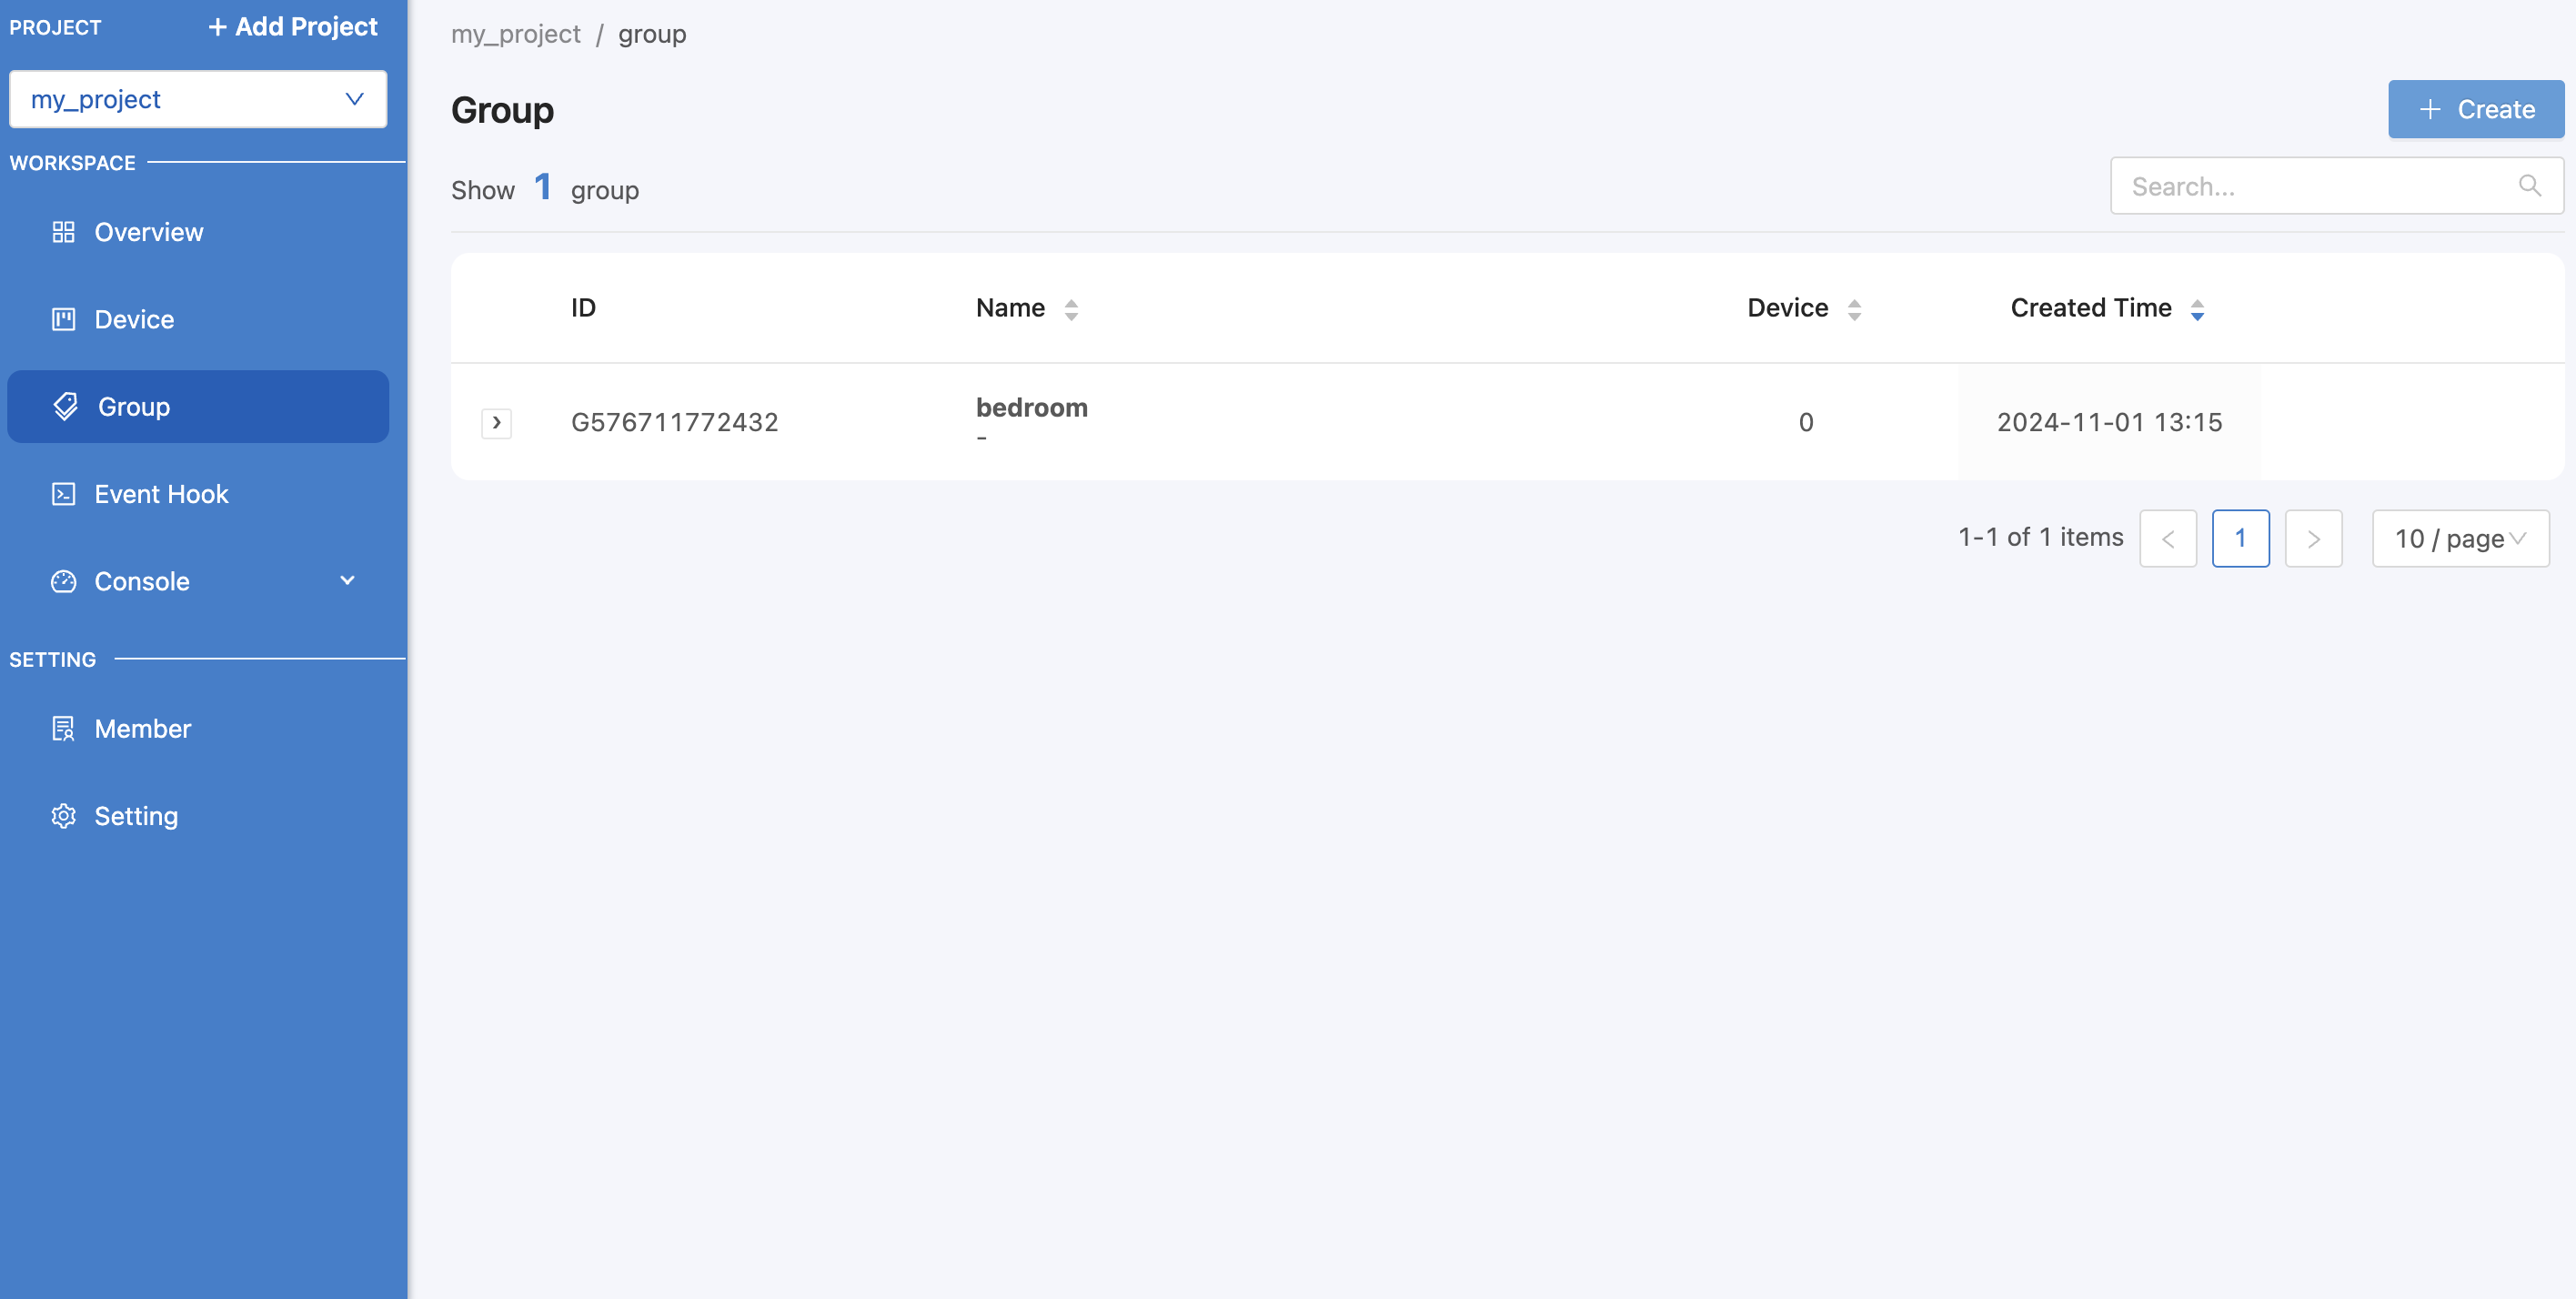 PROJECT
+ Add Project
my_project
WORKSPACE
Overview
Device
Group
Event Hook
Console
SETTING
Member
Setting
my_project / group
Group
+ Create
Show 1 group
Search...
ID Name Device Created Time
G576711772432 bedroom 0 2024-11-01 13:15
-
1-1 of 1 items < 1 > 10 / page